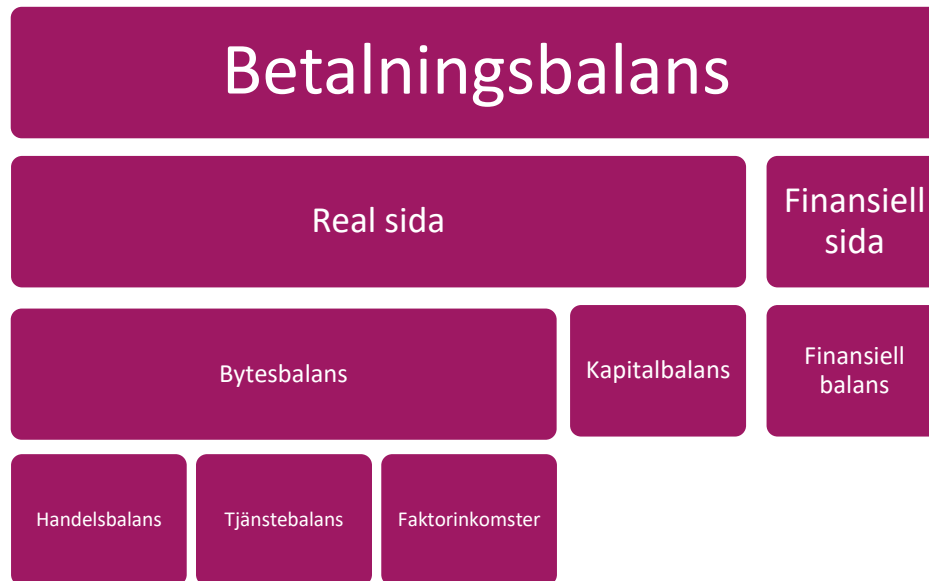 Betalningsbalans
Real sida
Finansiell
sida
Bytesbalans
Kapitalbalans
Finansiell
balans
Handelsbalans
Tjänstebalans
Faktorinkomster